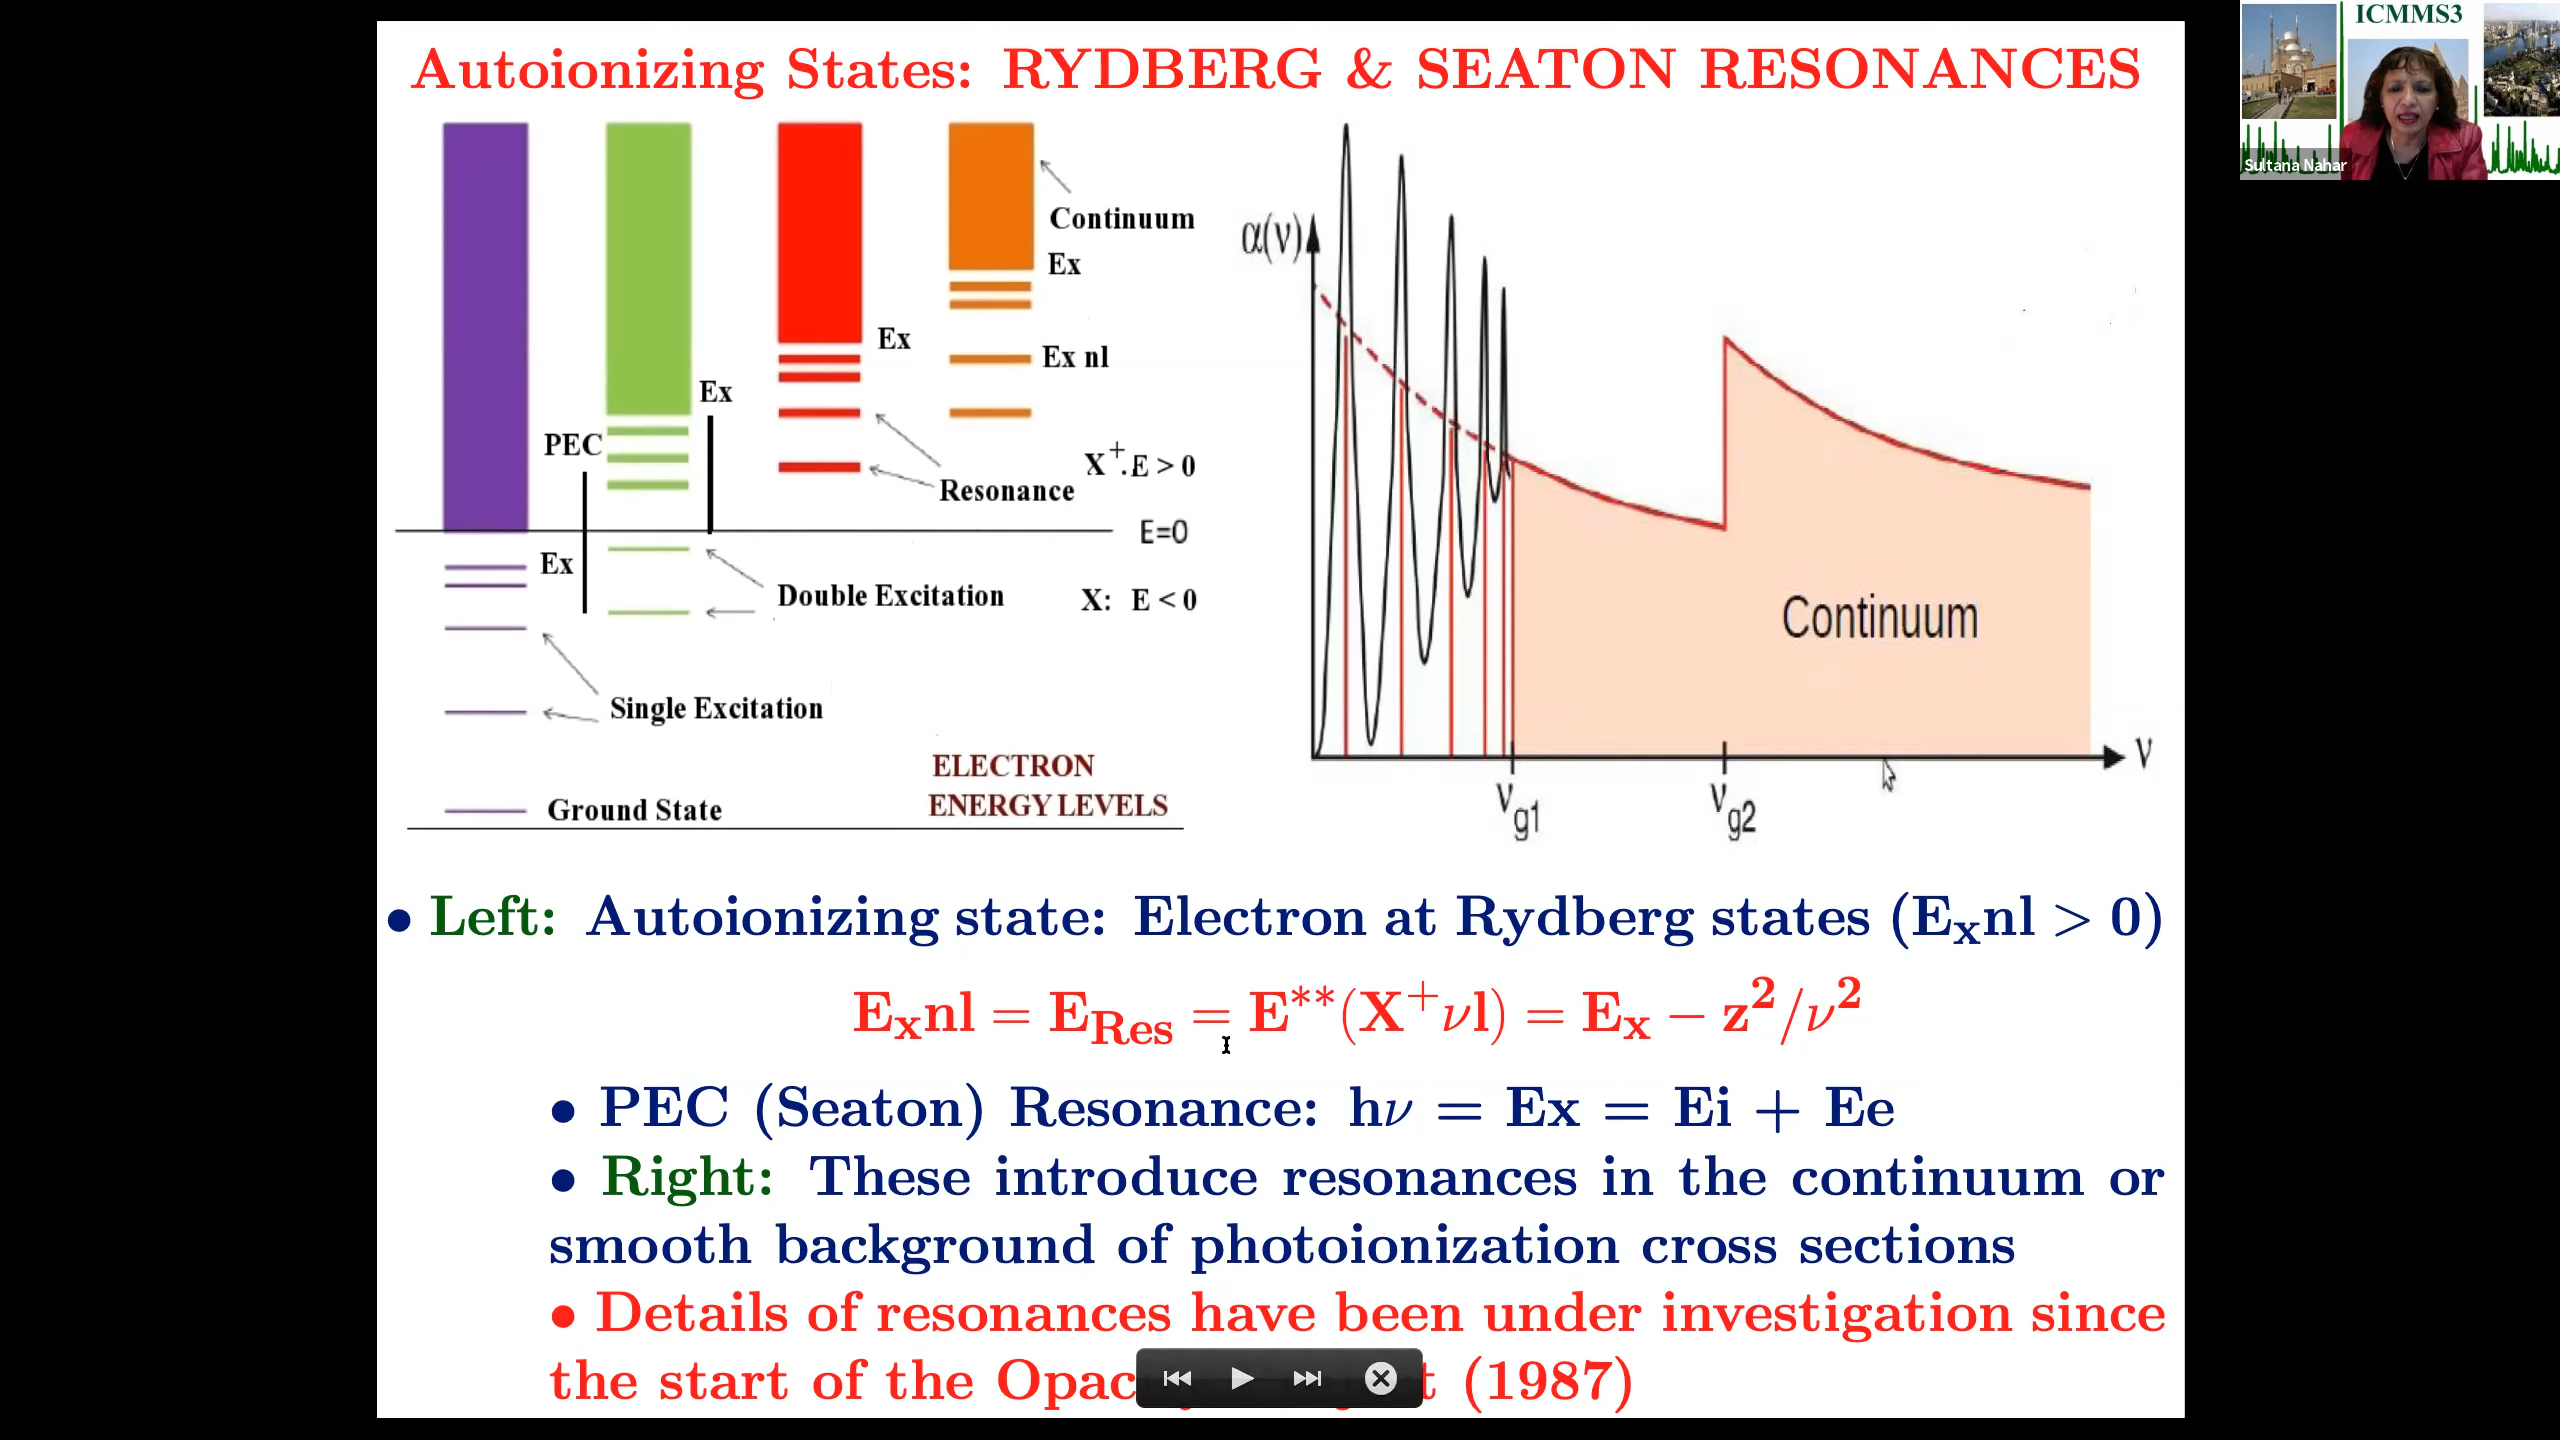 Autoionizing States: RYDBERG & SEATON RESONANCES
ICMMS3
Sultana Nahar
Continuum
Ex
Ex nl
Ex
Ex
PEC
X⁺.E > 0
Resonance
E=0
Ex
Double Excitation
X: E < 0
Single Excitation
ELECTRON
ENERGY LEVELS
Ground State
α(ν)
Continuum
ν
νg1
νg2
• Left: Autoionizing state: Electron at Rydberg states (Eₓnl > 0)
Eₓnl = E_Res = E**(X⁺νl) = Eₓ − z²/ν²
• PEC (Seaton) Resonance: hν = Ex = Ei + Ee
• Right: These introduce resonances in the continuum or
smooth background of photoionization cross sections
• Details of resonances have been under investigation since
the start of the Opac t (1987)